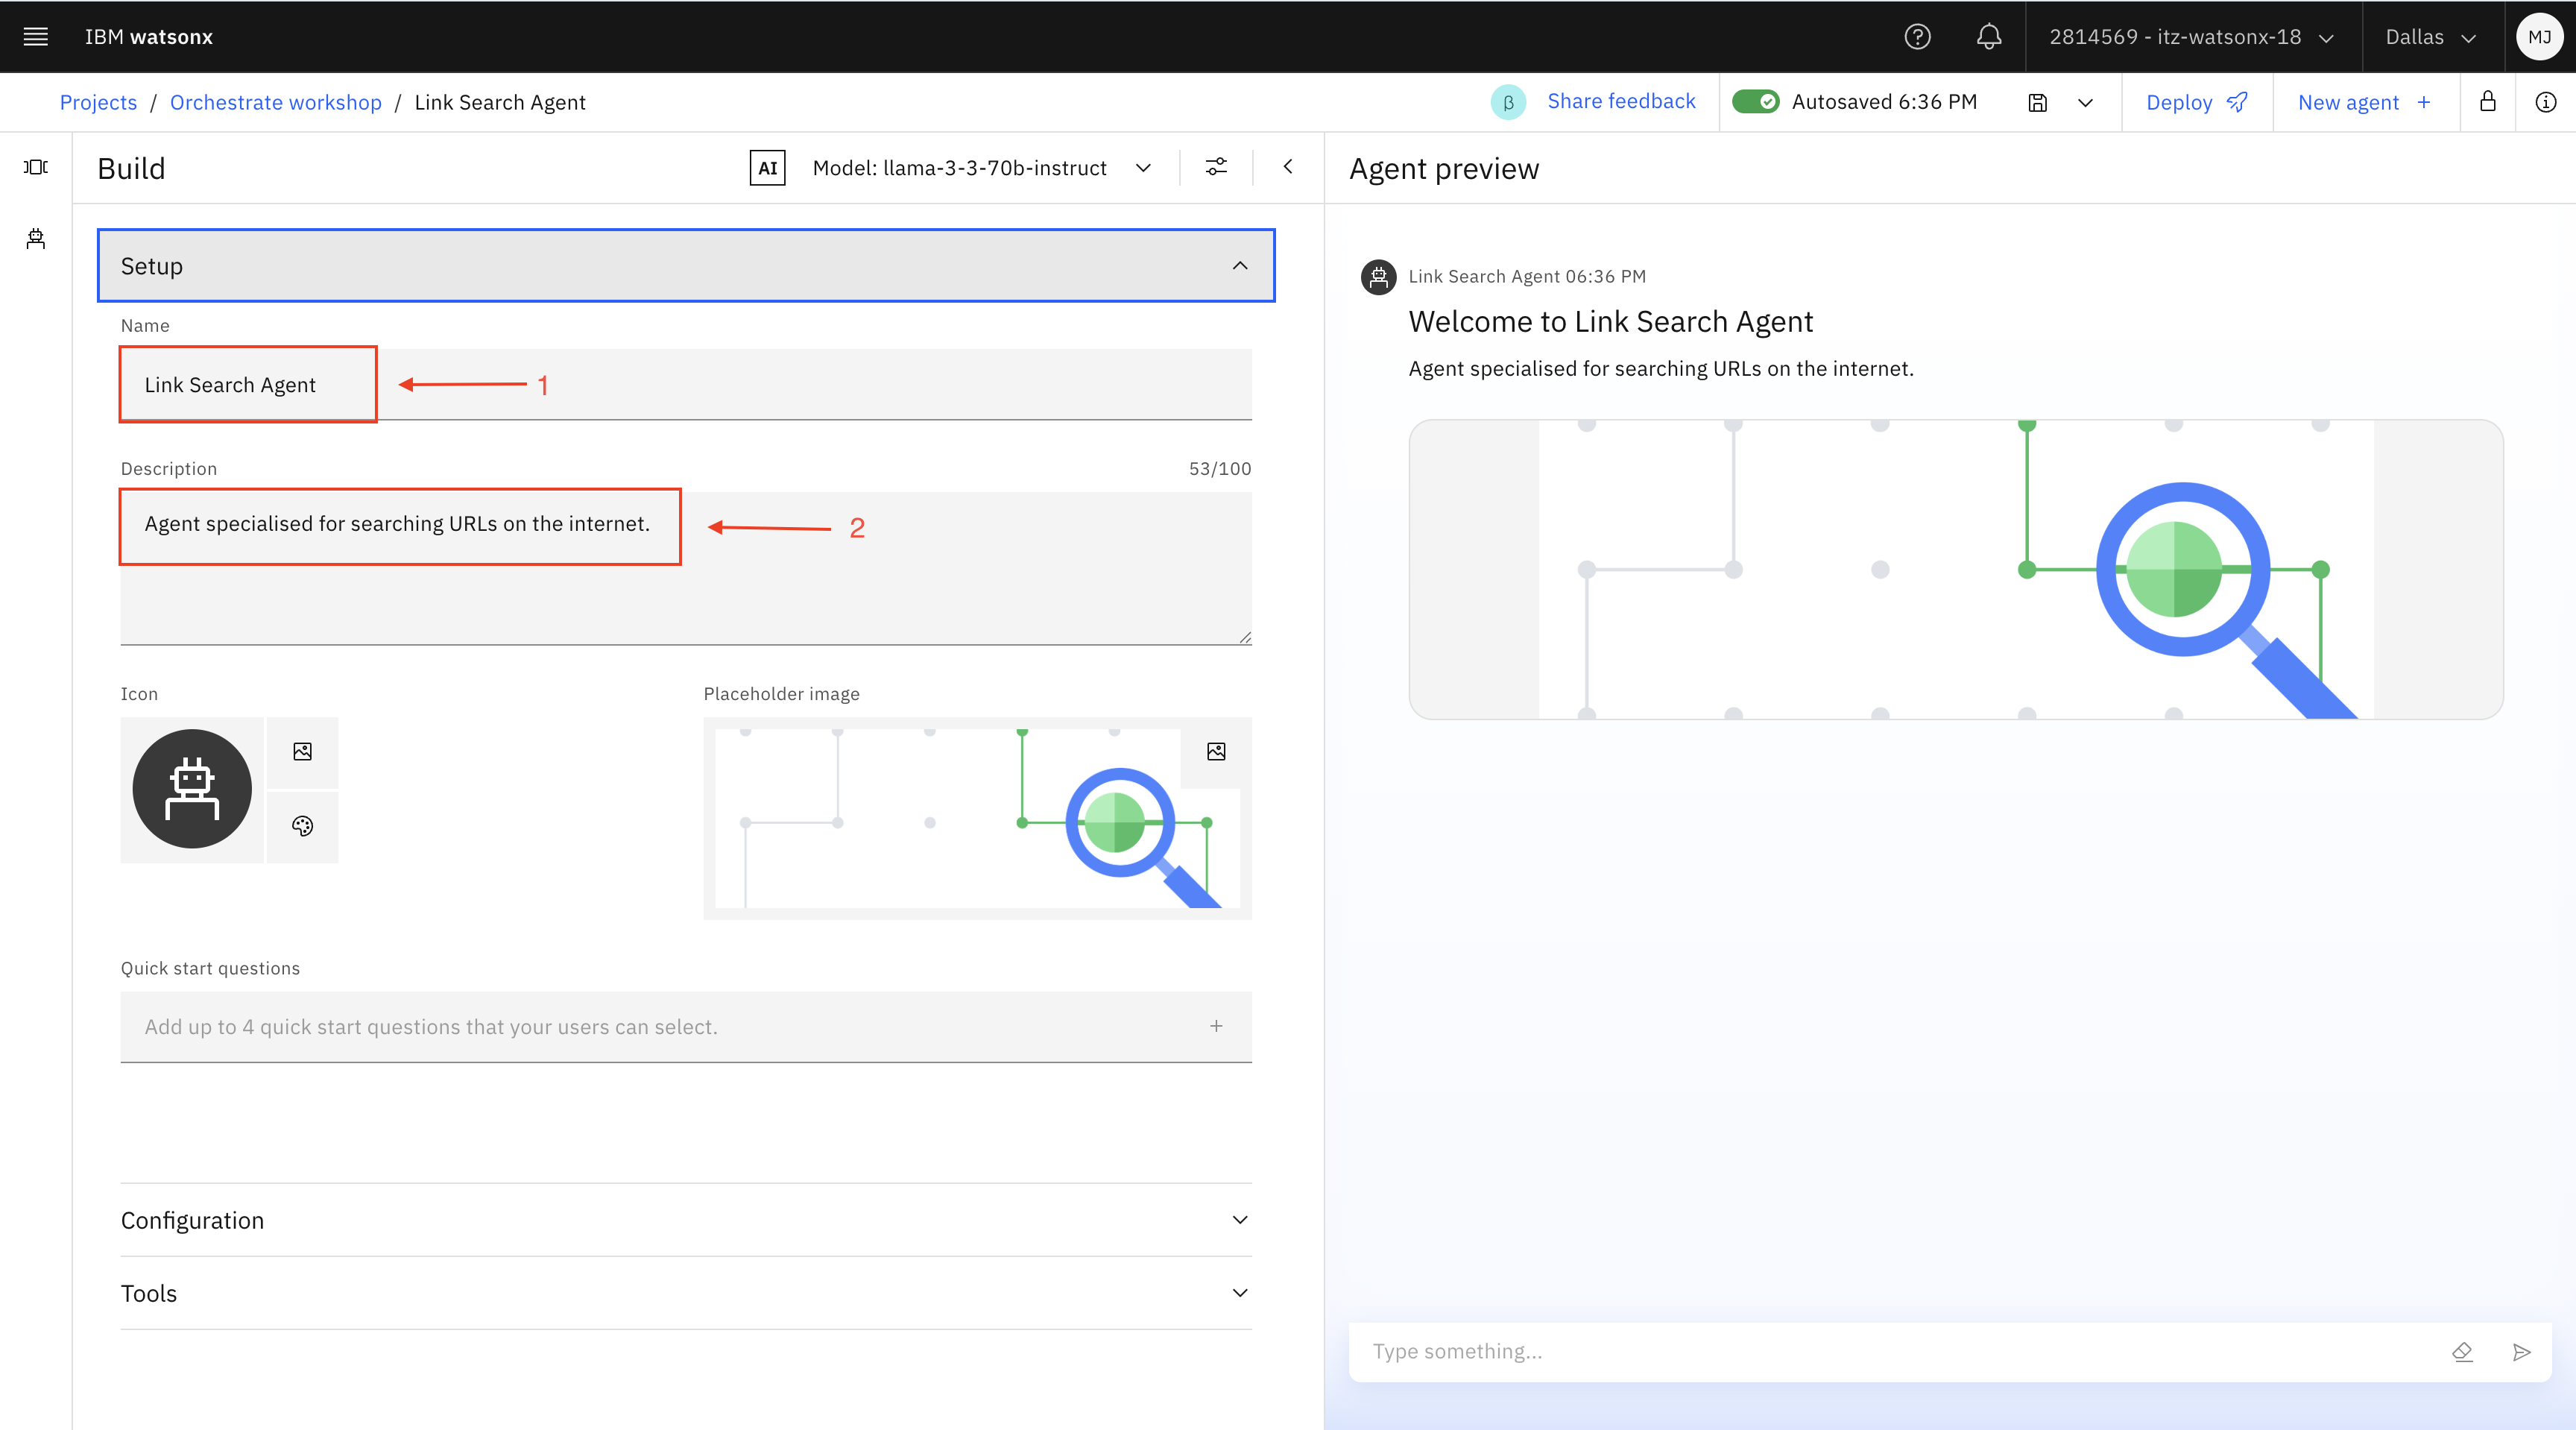 IBM watsonx
2814569 - itz-watsonx-18
Dallas
MJ
Projects / Orchestrate workshop / Link Search Agent
β
Share feedback
Autosaved 6:36 PM
Deploy
New agent +
Build
AI
Model: llama-3-3-70b-instruct
Agent preview
Setup
Name
Link Search Agent
1
Description
53/100
Agent specialised for searching URLs on the internet.
2
Icon
Placeholder image
Quick start questions
Add up to 4 quick start questions that your users can select.
Configuration
Tools
Link Search Agent 06:36 PM
Welcome to Link Search Agent
Agent specialised for searching URLs on the internet.
Type something...